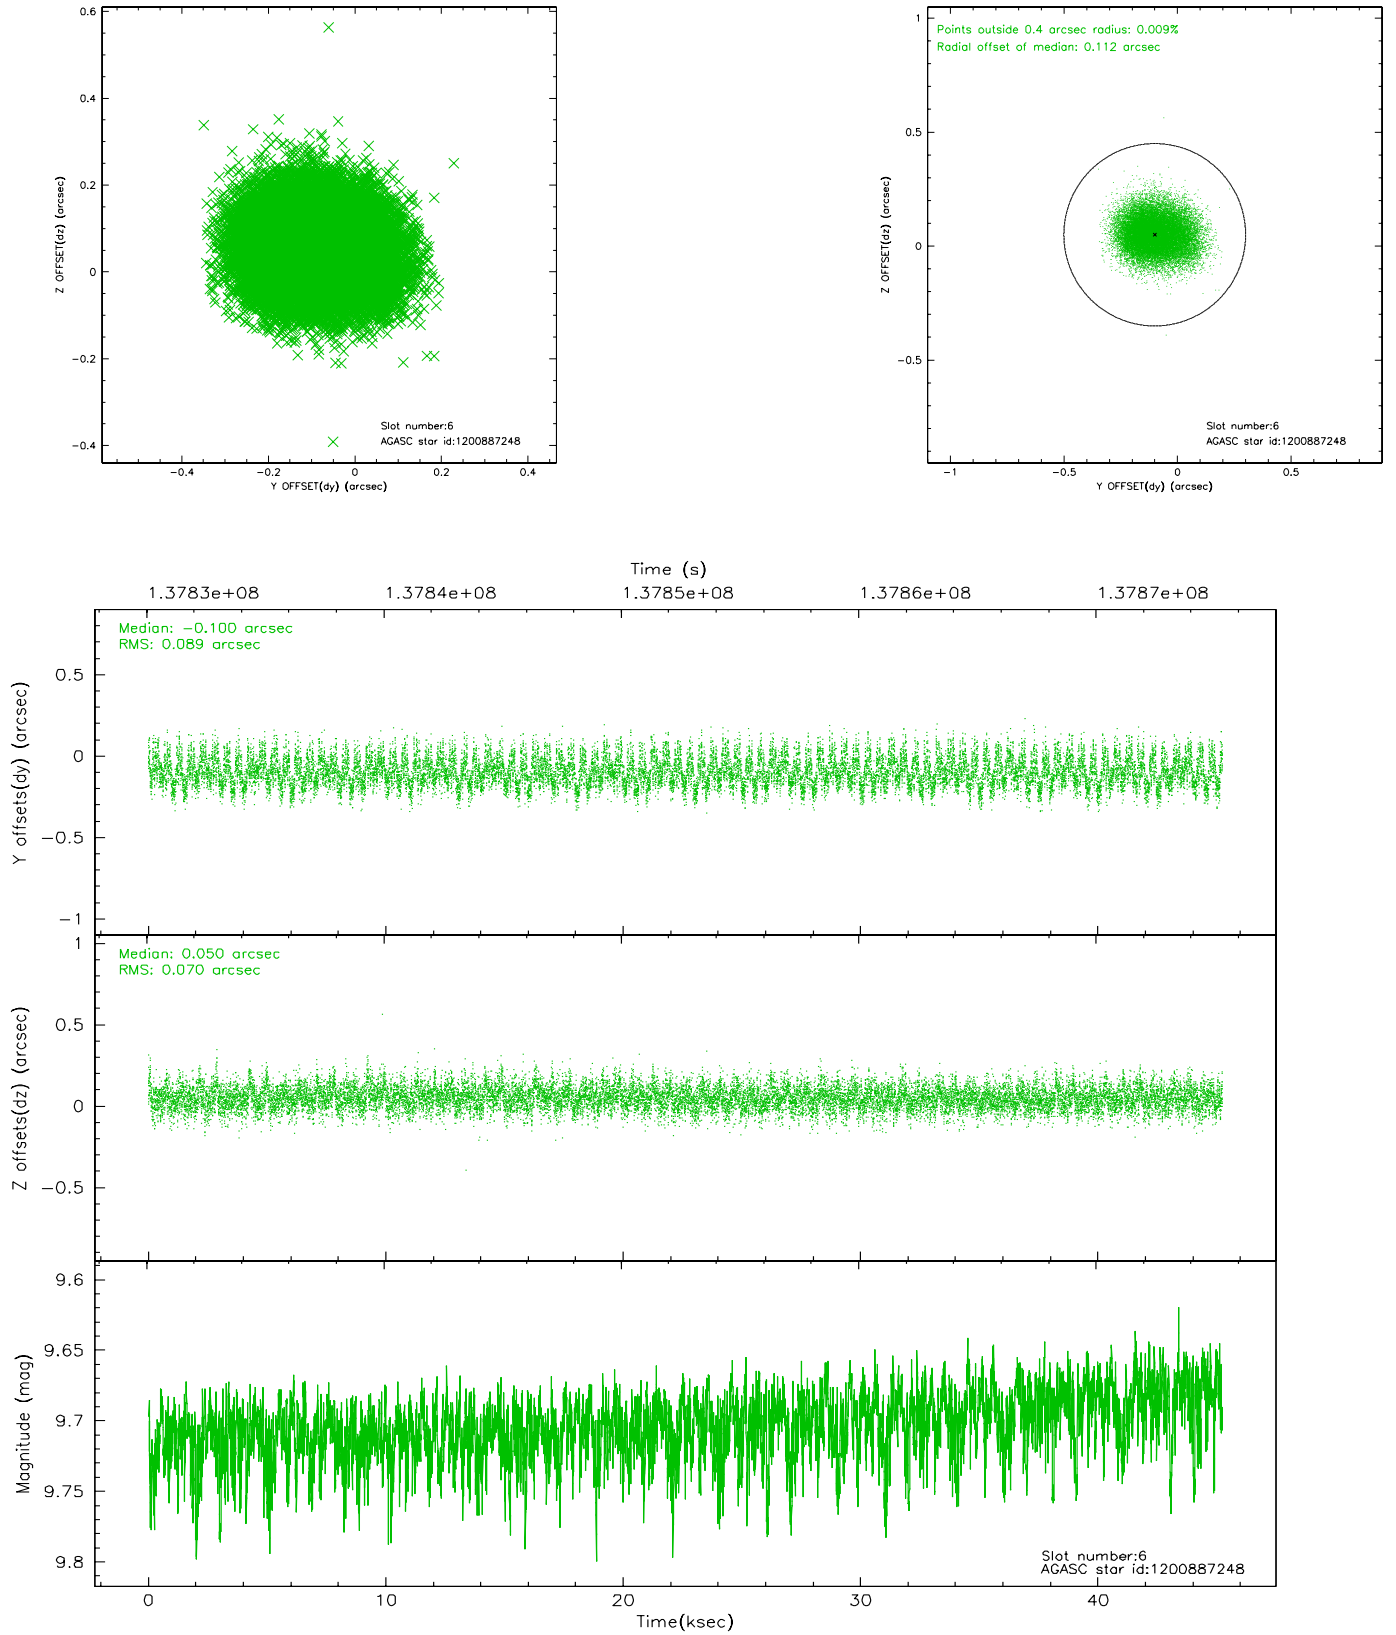 0.6
0.4
0.2
0
−0.2
−0.4
Z OFFSET(dz) (arcsec)
−0.4 −0.2 0 0.2 0.4
Y OFFSET(dy) (arcsec)
Slot number:6
AGASC star id:1200887248
Points outside 0.4 arcsec radius: 0.009%
Radial offset of median: 0.112 arcsec
1
0.5
0
−0.5
Z OFFSET(dz) (arcsec)
−1 −0.5 0 0.5
Y OFFSET(dy) (arcsec)
Slot number:6
AGASC star id:1200887248
Time (s)
1.3783e+08 1.3784e+08 1.3785e+08 1.3786e+08 1.3787e+08
Median: −0.100 arcsec
RMS: 0.089 arcsec
0.5
0
−0.5
−1
Y offsets(dy) (arcsec)
Median: 0.050 arcsec
RMS: 0.070 arcsec
1
0.5
0
−0.5
Z offsets(dz) (arcsec)
9.6
9.65
9.7
9.75
9.8
Magnitude (mag)
Slot number:6
AGASC star id:1200887248
0 10 20 30 40
Time(ksec)